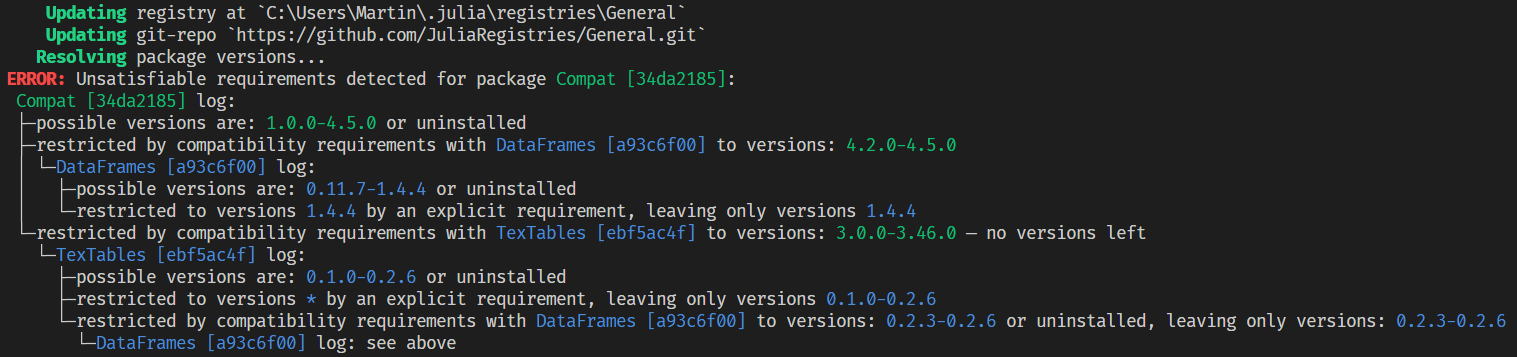 Updating registry at `C:\Users\Martin\.julia\registries\General`
Updating git-repo `https://github.com/JuliaRegistries/General.git`
Resolving package versions...
ERROR: Unsatisfiable requirements detected for package Compat [34da2185]:
Compat [34da2185] log:
├─possible versions are: 1.0.0-4.5.0 or uninstalled
├─restricted by compatibility requirements with DataFrames [a93c6f00] to versions: 4.2.0-4.5.0
│ └─DataFrames [a93c6f00] log:
│   ├─possible versions are: 0.11.7-1.4.4 or uninstalled
│   └─restricted to versions 1.4.4 by an explicit requirement, leaving only versions 1.4.4
└─restricted by compatibility requirements with TexTables [ebf5ac4f] to versions: 3.0.0-3.46.0 — no versions left
  └─TexTables [ebf5ac4f] log:
    ├─possible versions are: 0.1.0-0.2.6 or uninstalled
    ├─restricted to versions * by an explicit requirement, leaving only versions 0.1.0-0.2.6
    └─restricted by compatibility requirements with DataFrames [a93c6f00] to versions: 0.2.3-0.2.6 or uninstalled, leaving only versions: 0.2.3-0.2.6
      └─DataFrames [a93c6f00] log: see above